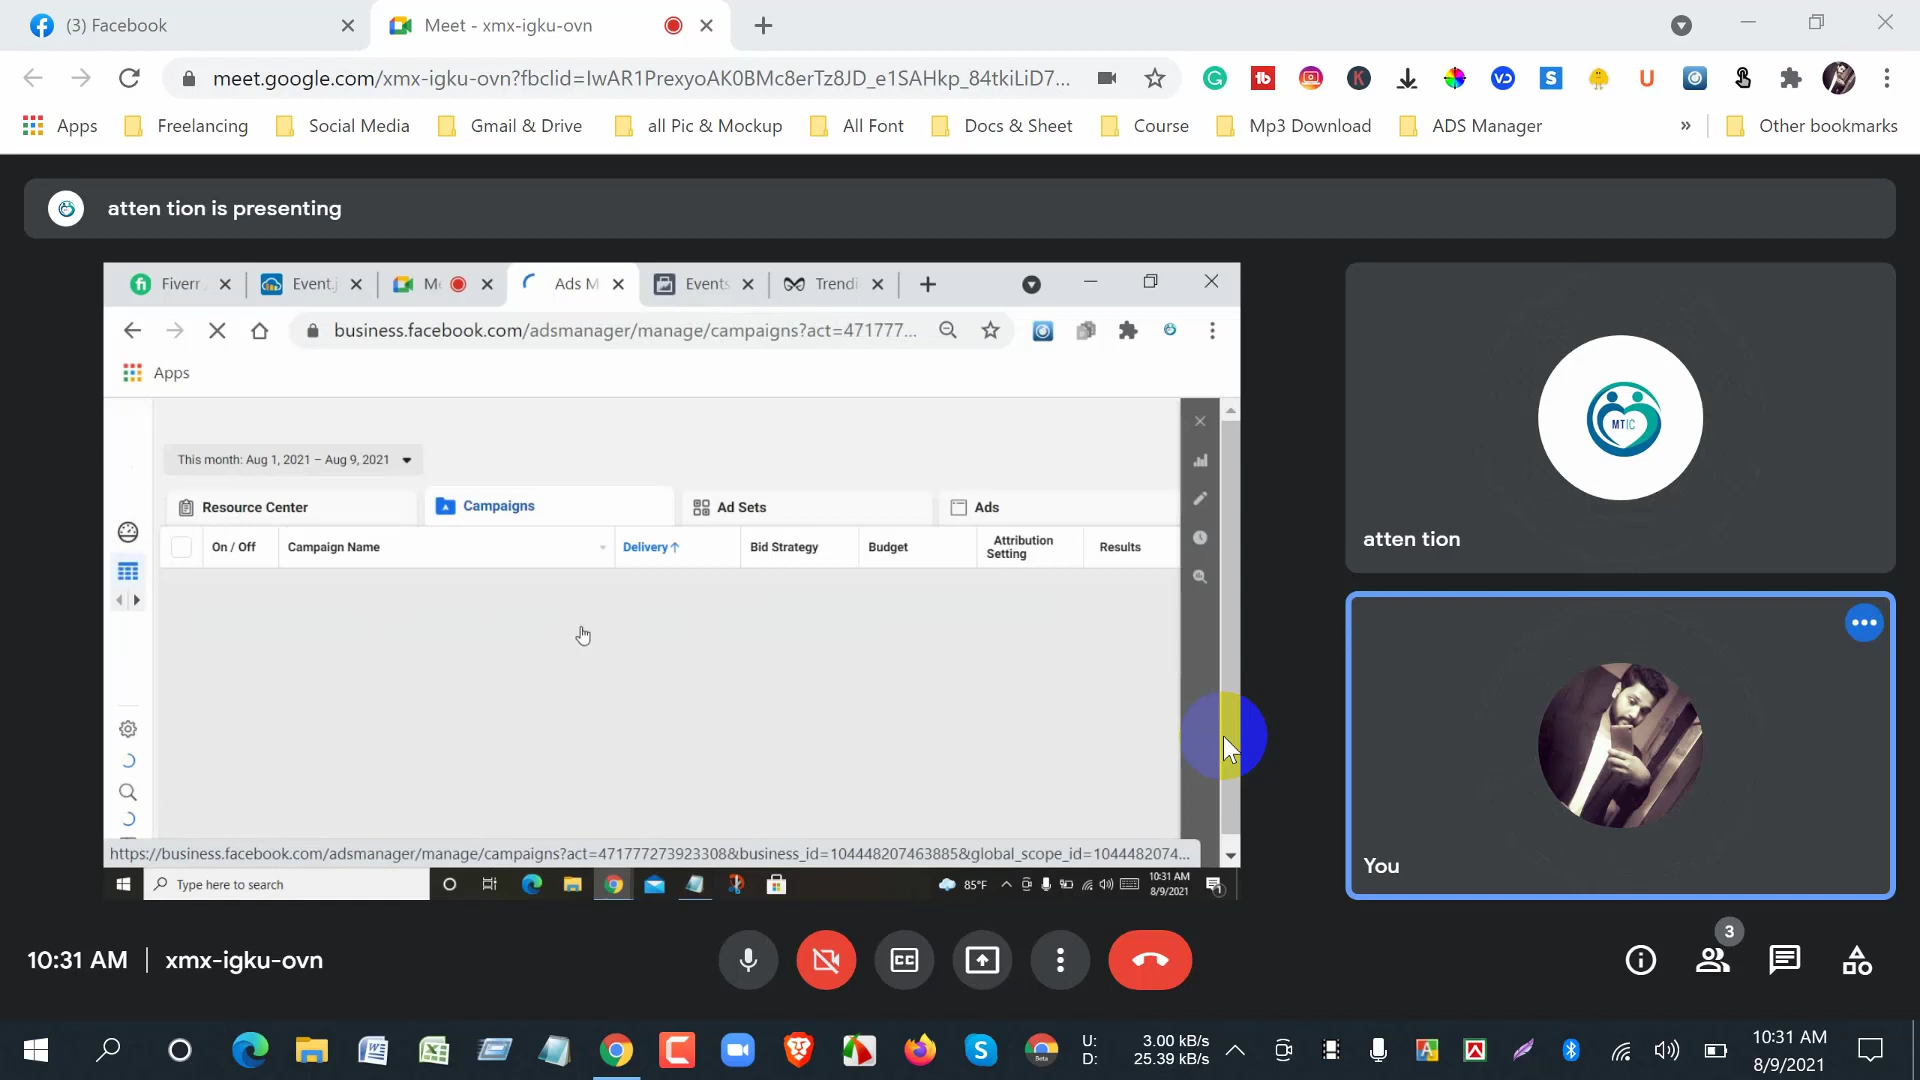 (3) Facebook
Meet - xmx-igku-ovn
meet.google.com/xmx-igku-ovn?fbclid=IwAR1PrexyoAK0BMc8erTz8JD_e1SAHkp_84tkiLiD7...
Apps
Freelancing
Social Media
Gmail & Drive
all Pic & Mockup
All Font
Docs & Sheet
Course
Mp3 Download
ADS Manager
»
Other bookmarks
atten tion is presenting
Fiverr
Event.j
Me
Ads M
Events
Trendi
business.facebook.com/adsmanager/manage/campaigns?act=471777...
Apps
This month: Aug 1, 2021 – Aug 9, 2021
Resource Center
Campaigns
Ad Sets
Ads
On / Off
Campaign Name
Delivery↑
Bid Strategy
Budget
Attribution
Setting
Results
https://business.facebook.com/adsmanager/manage/campaigns?act=471777273923308&business_id=104448207463885&global_scope_id=1044482074...
Type here to search
85°F
10:31 AM
8/9/2021
1
MTIC
atten tion
You
10:31 AM | xmx-igku-ovn
CC
3
U: 3.00 kB/s
D: 25.39 kB/s
10:31 AM
8/9/2021